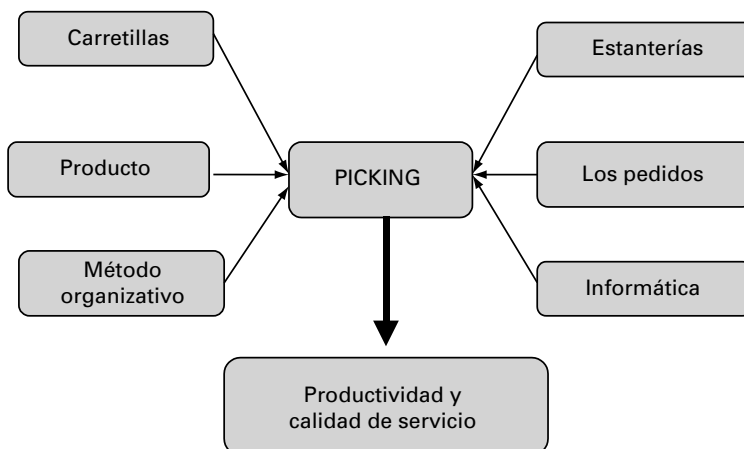 Carretillas
Estanterías
Producto
PICKING
Los pedidos
Método
organizativo
Informática
Productividad y
calidad de servicio